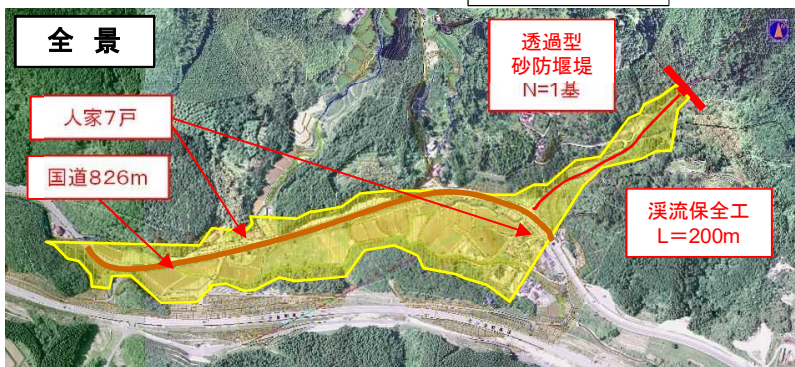 全 景
透過型
砂防堰堤
N=1基
人家7戸
国道826m
渓流保全工
L=200m